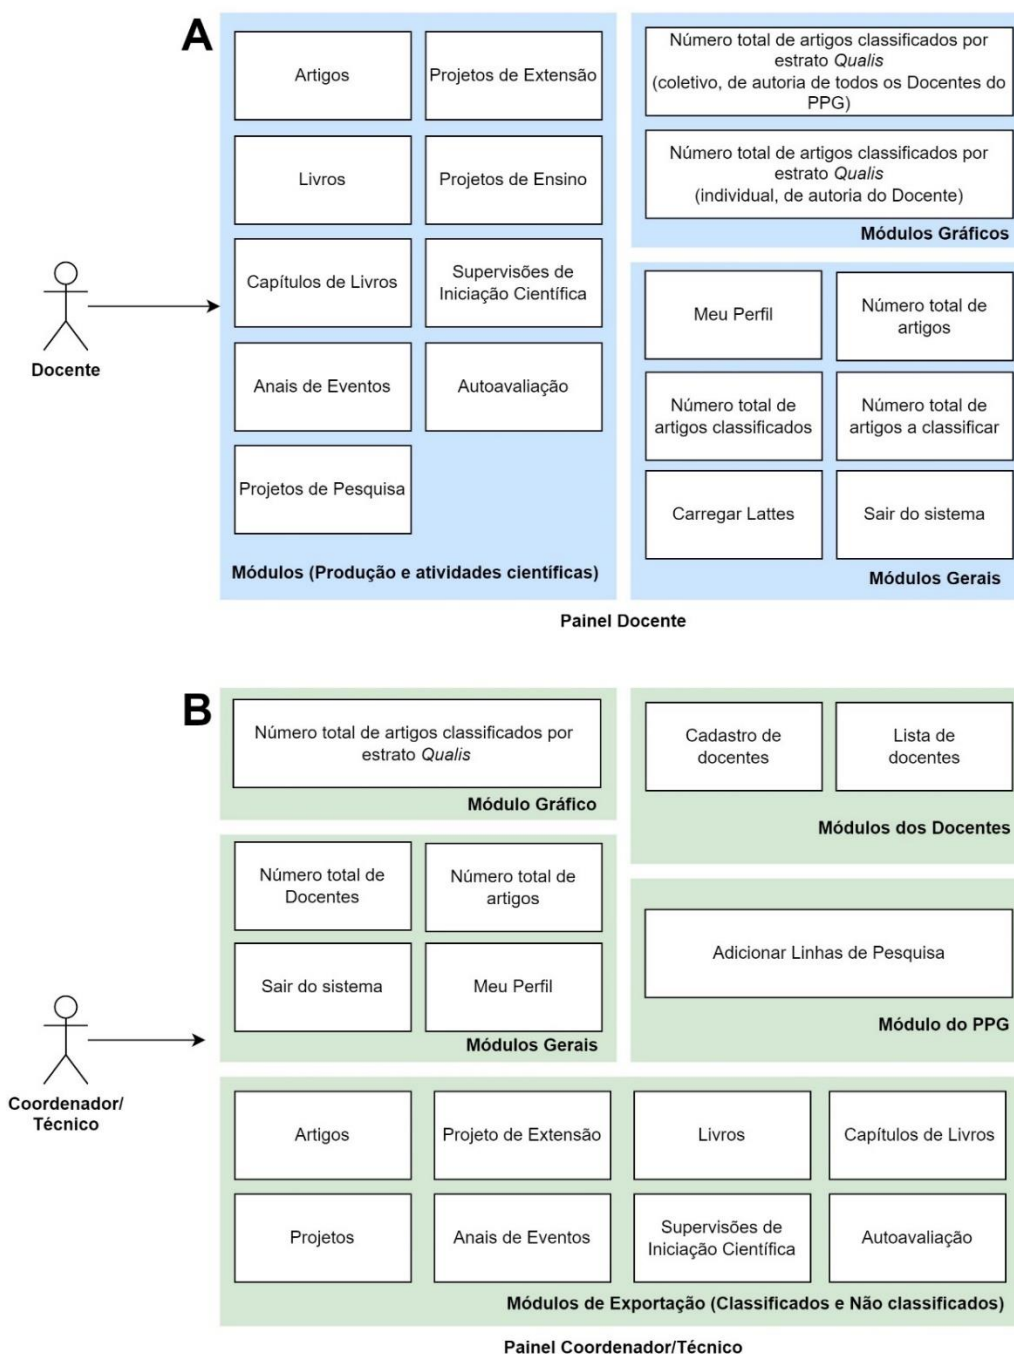 A
Artigos
Projetos de Extensão
Livros
Projetos de Ensino
Capítulos de Livros
Supervisões de
Iniciação Científica
Anais de Eventos
Autoavaliação
Projetos de Pesquisa
Módulos (Produção e atividades científicas)
Número total de artigos classificados por
estrato Qualis
(coletivo, de autoria de todos os Docentes do
PPG)
Número total de artigos classificados por
estrato Qualis
(individual, de autoria do Docente)
Módulos Gráficos
Meu Perfil
Número total de
artigos
Número total de
artigos classificados
Número total de
artigos a classificar
Carregar Lattes
Sair do sistema
Módulos Gerais
Docente
Painel Docente
B
Número total de artigos classificados por
estrato Qualis
Módulo Gráfico
Cadastro de
docentes
Lista de
docentes
Módulos dos Docentes
Número total de
Docentes
Número total de
artigos
Sair do sistema
Meu Perfil
Módulos Gerais
Adicionar Linhas de Pesquisa
Módulo do PPG
Coordenador/
Técnico
Artigos
Projeto de Extensão
Livros
Capítulos de Livros
Projetos
Anais de Eventos
Supervisões de
Iniciação Científica
Autoavaliação
Módulos de Exportação (Classificados e Não classificados)
Painel Coordenador/Técnico